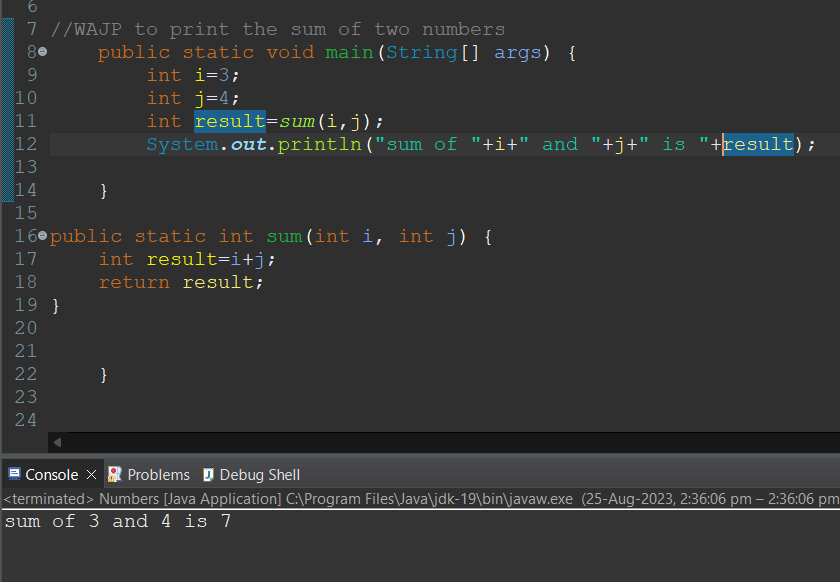 6
7 //WAJP to print the sum of two numbers
8 public static void main(String[] args) {
9 int i=3;
10 int j=4;
11 int result=sum(i,j);
12 System.out.println("sum of "+i+" and "+j+" is "+result);
13
14 }
15
16 public static int sum(int i, int j) {
17 int result=i+j;
18 return result;
19 }
20
21
22 }
23
24
Console Problems Debug Shell
<terminated> Numbers [Java Application] C:\Program Files\Java\jdk-19\bin\javaw.exe (25-Aug-2023, 2:36:06 pm – 2:36:06 pm
sum of 3 and 4 is 7